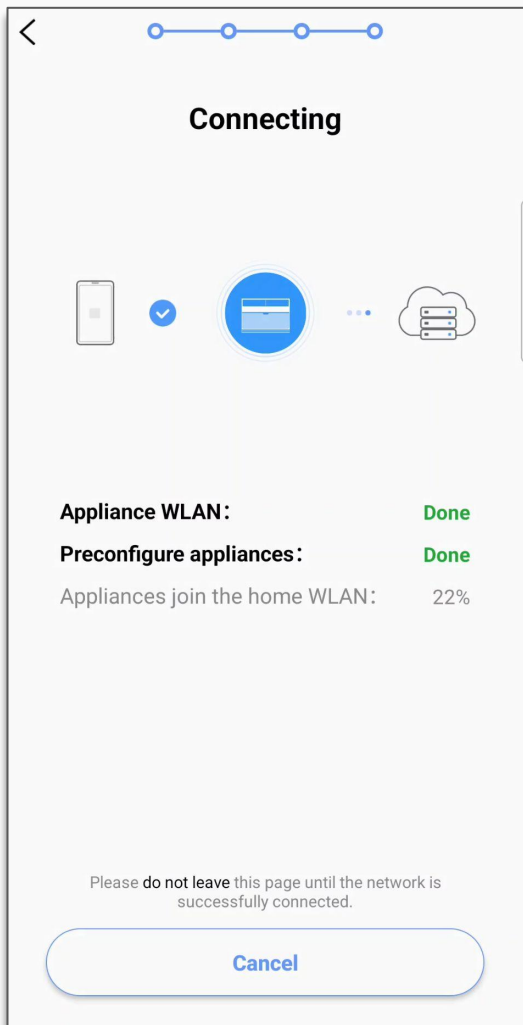 Connecting
Appliance WLAN: Done
Preconfigure appliances: Done
Appliances join the home WLAN: 22%
Please do not leave this page until the network is
successfully connected.
Cancel